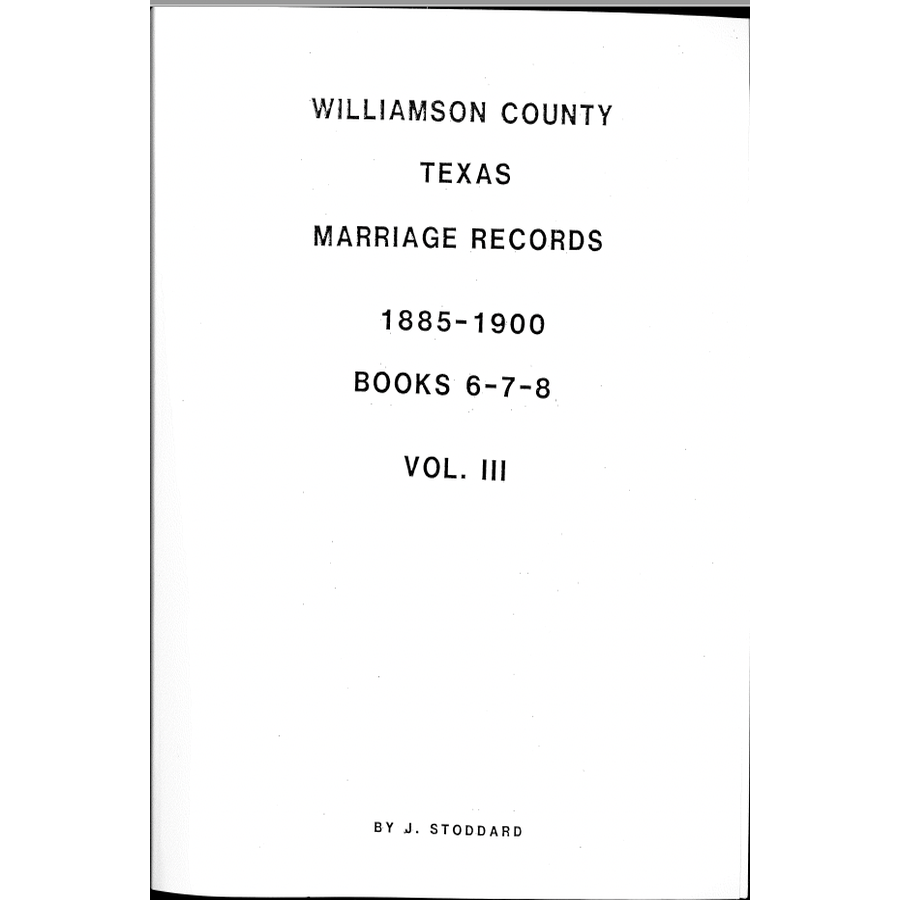 WILLIAMSON COUNTY
TEXAS
MARRIAGE RECORDS
1885-1900
BOOKS 6-7-8
VOL. III
BY J. STODDARD